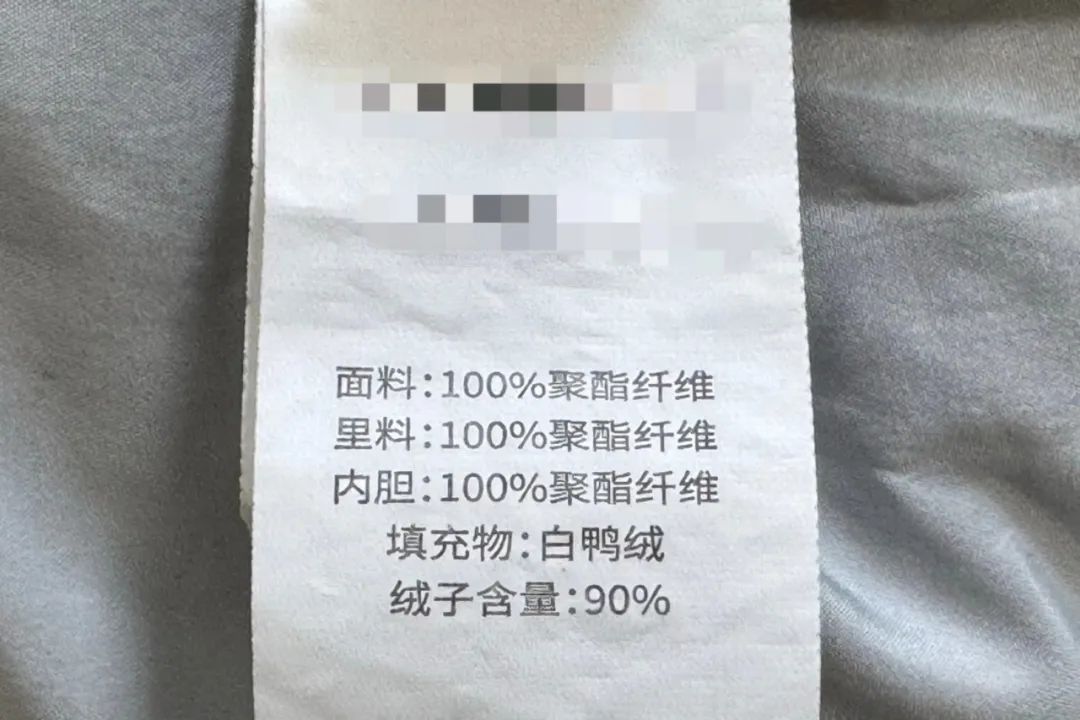 面料:100%聚酯纤维
里料:100%聚酯纤维
内胆:100%聚酯纤维
填充物:白鸭绒
绒子含量:90%